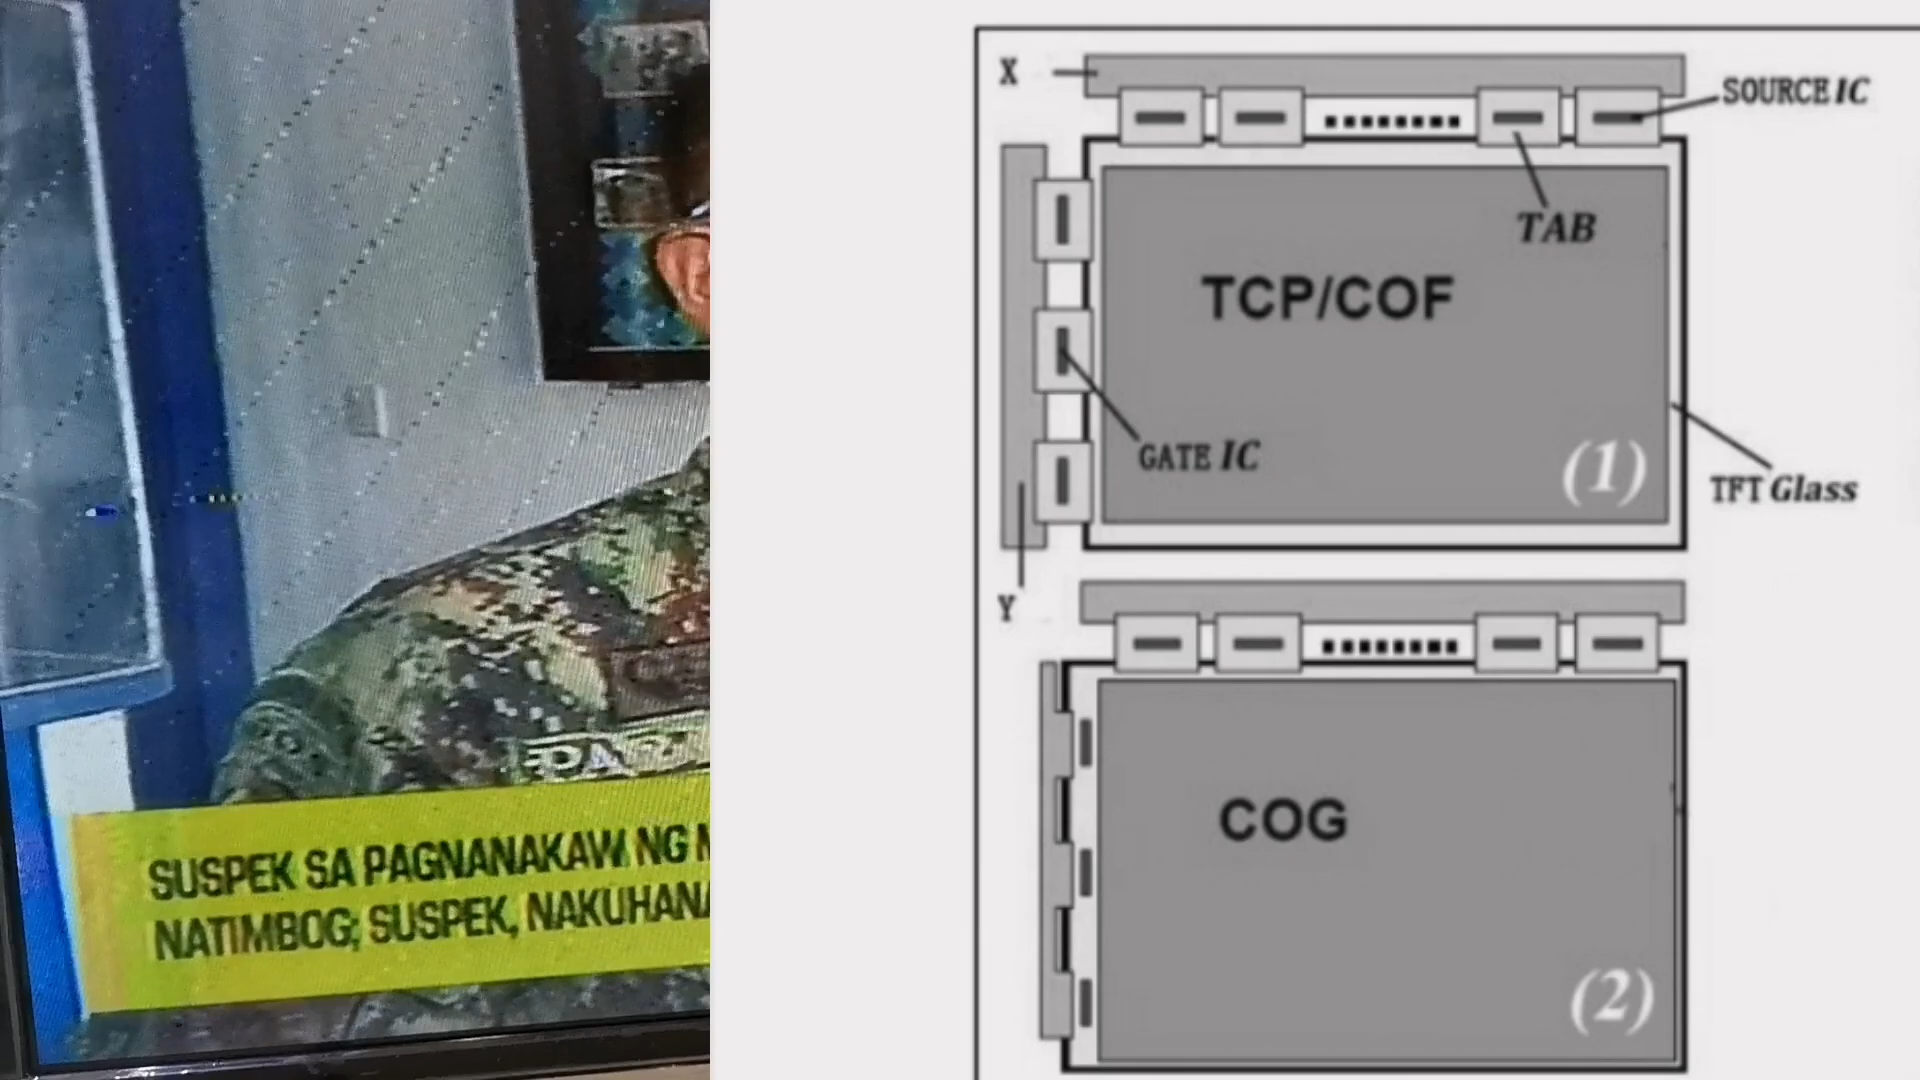 SUSPEK SA PAGNANAKAW NG
NATIMBOG; SUSPEK, NAKUHANA
X
SOURCE IC
TAB
TCP/COF
GATE IC
(1)
TFT Glass
Y
COG
(2)